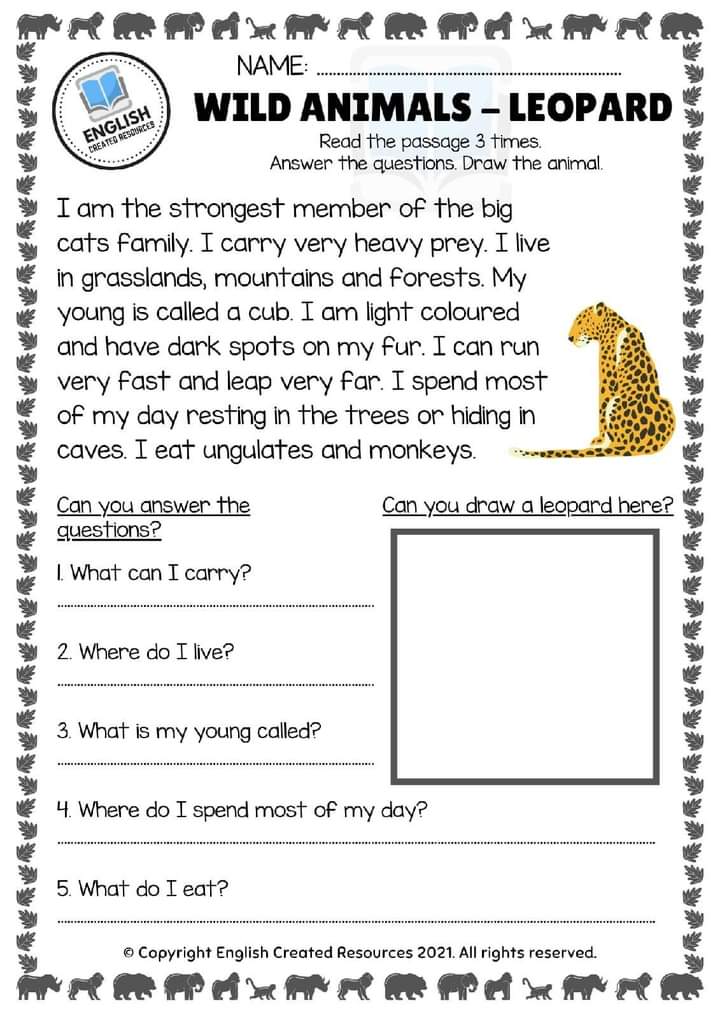 NAME: ........................................................................
ENGLISH
CREATED RESOURCES
WILD ANIMALS – LEOPARD
Read the passage 3 times.
Answer the questions. Draw the animal.
I am the strongest member of the big
cats family. I carry very heavy prey. I live
in grasslands, mountains and forests. My
young is called a cub. I am light coloured
and have dark spots on my fur. I can run
very fast and leap very far. I spend most
of my day resting in the trees or hiding in
caves. I eat ungulates and monkeys.
Can you answer the
questions?
1. What can I carry?
2. Where do I live?
3. What is my young called?
Can you draw a leopard here?
4. Where do I spend most of my day?
5. What do I eat?
© Copyright English Created Resources 2021. All rights reserved.